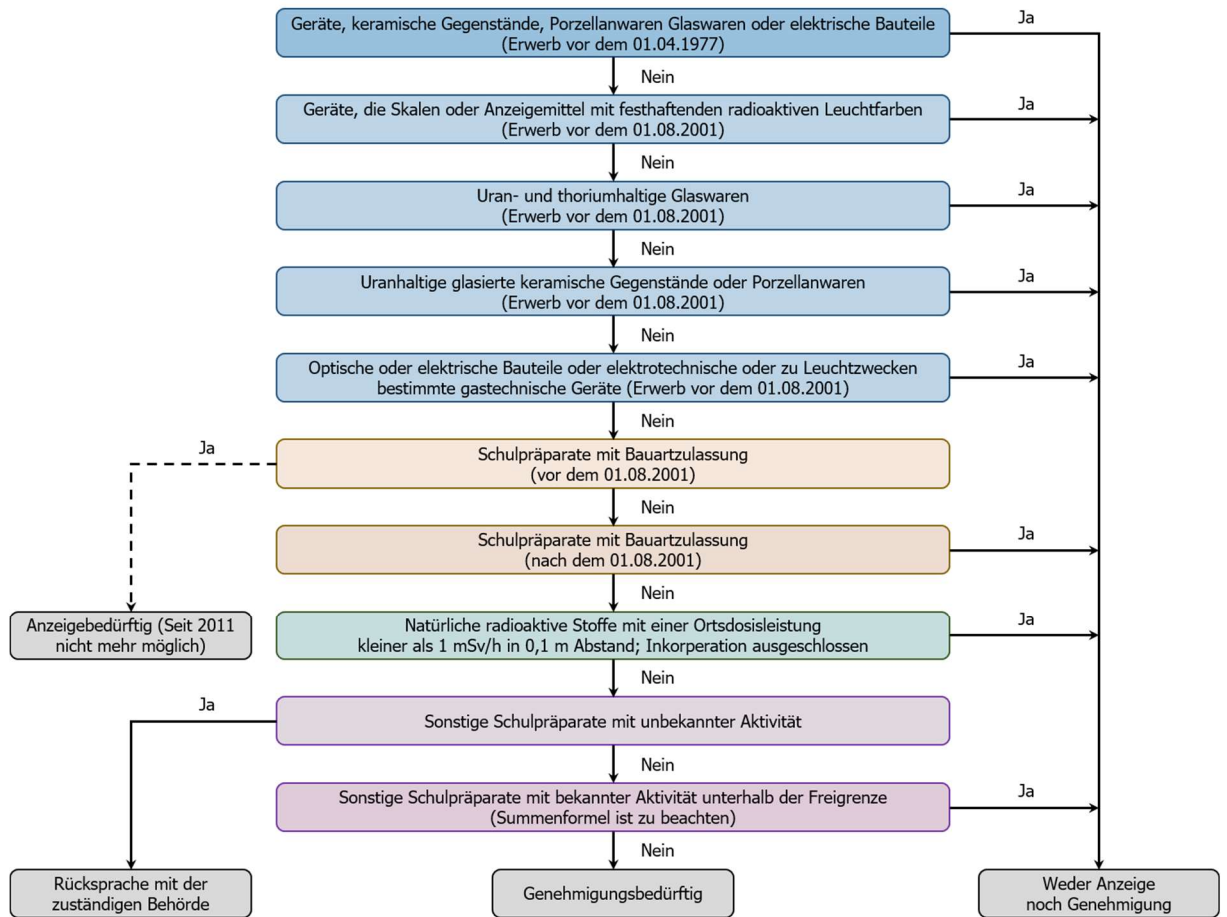 Geräte, keramische Gegenstände, Porzellanwaren Glaswaren oder elektrische Bauteile
(Erwerb vor dem 01.04.1977)
Ja
Nein
Geräte, die Skalen oder Anzeigemittel mit festhaftenden radioaktiven Leuchtfarben
(Erwerb vor dem 01.08.2001)
Ja
Nein
Uran- und thoriumhaltige Glaswaren
(Erwerb vor dem 01.08.2001)
Ja
Nein
Uranhaltige glasierte keramische Gegenstände oder Porzellanwaren
(Erwerb vor dem 01.08.2001)
Ja
Nein
Optische oder elektrische Bauteile oder elektrotechnische oder zu Leuchtzwecken
bestimmte gastechnische Geräte (Erwerb vor dem 01.08.2001)
Ja
Nein
Ja
Schulpräparate mit Bauartzulassung
(vor dem 01.08.2001)
Nein
Schulpräparate mit Bauartzulassung
(nach dem 01.08.2001)
Ja
Nein
Anzeigebedürftig (Seit 2011
nicht mehr möglich)
Natürliche radioaktive Stoffe mit einer Ortsdosisleistung
kleiner als 1 mSv/h in 0,1 m Abstand; Inkorperation ausgeschlossen
Ja
Nein
Ja
Sonstige Schulpräparate mit unbekannter Aktivität
Nein
Sonstige Schulpräparate mit bekannter Aktivität unterhalb der Freigrenze
(Summenformel ist zu beachten)
Ja
Nein
Rücksprache mit der
zuständigen Behörde
Genehmigungsbedürftig
Weder Anzeige
noch Genehmigung